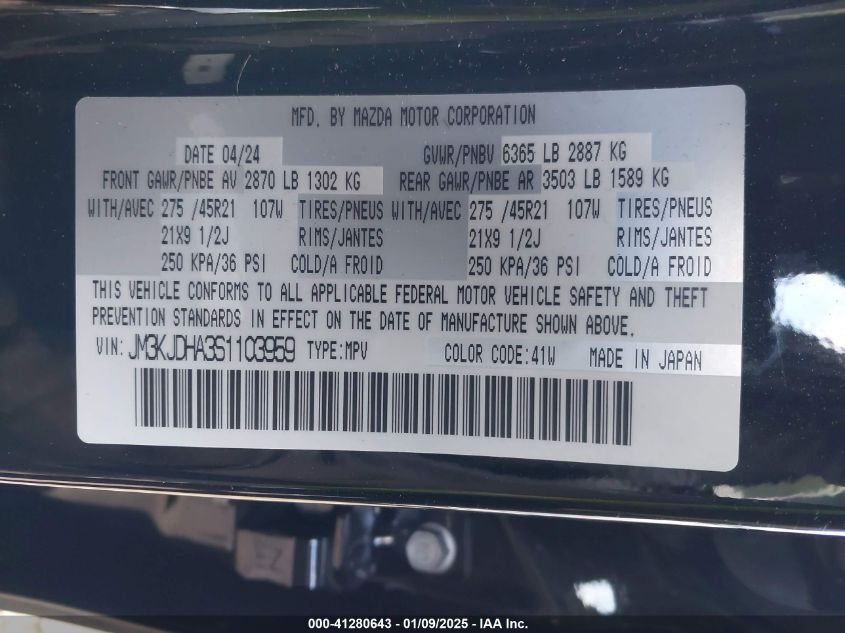 MFD. BY MAZDA MOTOR CORPORATION
DATE 04/24 GVWR/PNBV 6365 LB 2887 KG
FRONT GAWR/PNBE AV 2870 LB 1302 KG REAR GAWR/PNBE AR 3503 LB 1589 KG
WITH/AVEC 275 /45R21 107W TIRES/PNEUS WITH/AVEC 275 /45R21 107W TIRES/PNEUS
21X9 1/2J RIMS/JANTES 21X9 1/2J RIMS/JANTES
250 KPA/36 PSI COLD/A FROID 250 KPA/36 PSI COLD/A FROID
THIS VEHICLE CONFORMS TO ALL APPLICABLE FEDERAL MOTOR VEHICLE SAFETY AND THEFT
PREVENTION STANDARDS IN EFFECT ON THE DATE OF MANUFACTURE SHOWN ABOVE.
VIN: JM3KJDHA3S1103959 TYPE:MPV COLOR CODE:41W MADE IN JAPAN
000-41280643 - 01/09/2025 - IAA Inc.